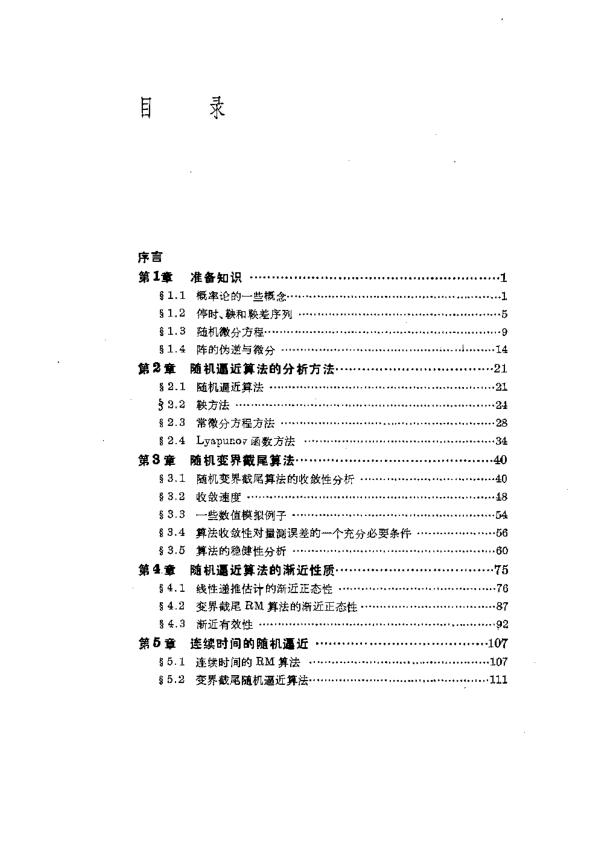 目 录
序言
第1章 准备知识 …………1
§1.1 概率论的一些概念…………1
§1.2 停时、鞅和鞅差序列…………5
§1.3 随机微分方程…………9
§1.4 阵的伪逆与微分…………14
第2章 随机逼近算法的分析方法…………21
§2.1 随机逼近算法…………21
§2.2 鞅方法…………24
§2.3 常微分方程方法…………28
§2.4 Lyapunov 函数方法…………34
第3章 随机变界截尾算法…………40
§3.1 随机变界截尾算法的收敛性分析…………40
§3.2 收敛速度…………48
§3.3 一些数值模拟例子…………54
§3.4 算法收敛性对量测误差的一个充分必要条件…………56
§3.5 算法的稳健性分析…………60
第4章 随机逼近算法的渐近性质…………75
§4.1 线性递推估计的渐近正态性…………76
§4.2 变界截尾 RM 算法的渐近正态性…………87
§4.3 渐近有效性…………92
第5章 连续时间的随机逼近…………107
§5.1 连续时间的 RM 算法…………107
§5.2 变界截尾随机逼近算法…………111